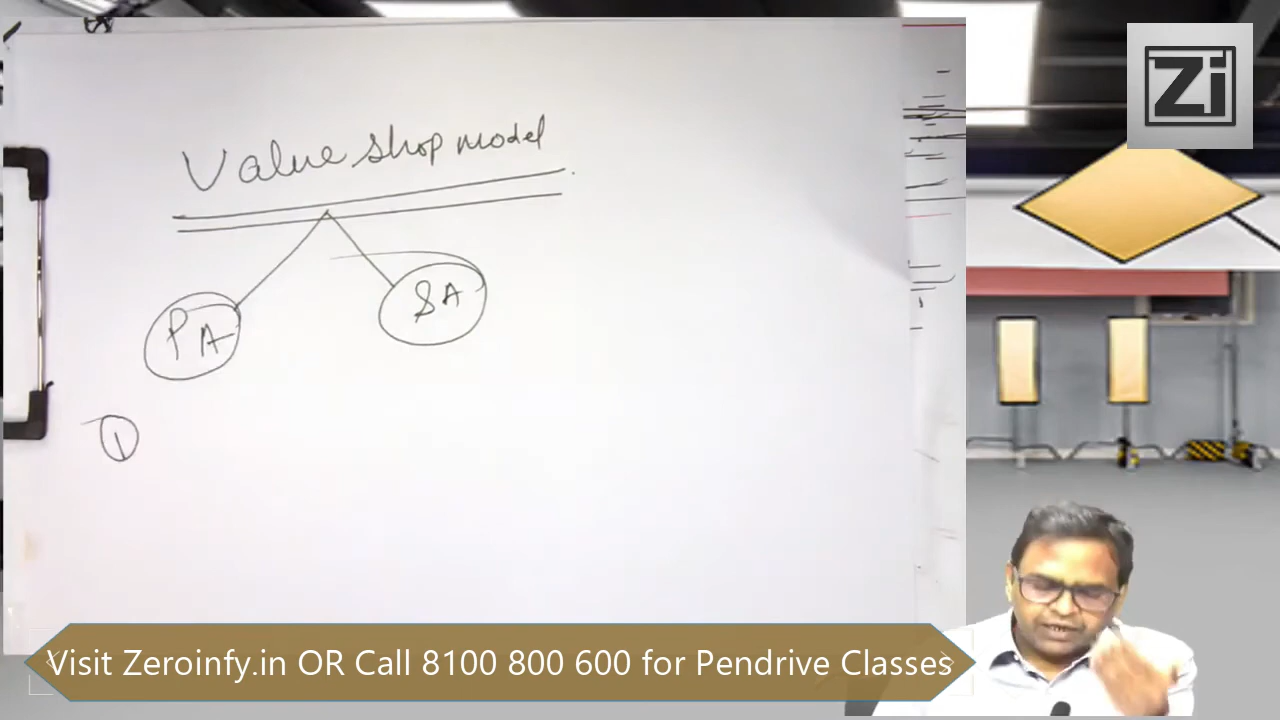 Zi
Value shop model
PA
SA
1
Visit Zeroinfy.in OR Call 8100 800 600 for Pendrive Classes